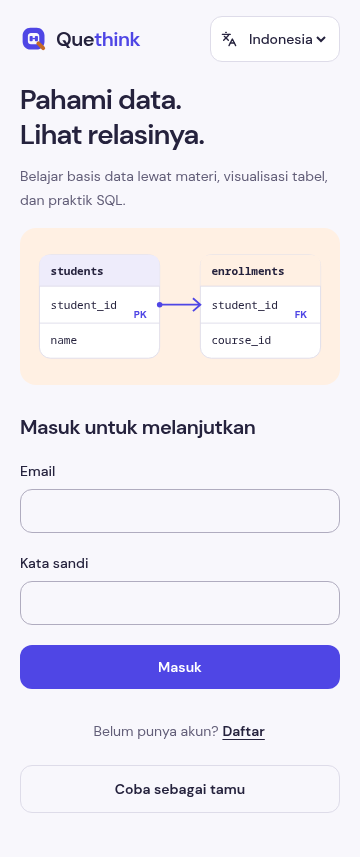 Quethink
Indonesia
Pahami data.
Lihat relasinya.
Belajar basis data lewat materi, visualisasi tabel,
dan praktik SQL.
students
student_id
PK
name
enrollments
student_id
FK
course_id
Masuk untuk melanjutkan
Email
Kata sandi
Masuk
Belum punya akun? Daftar
Coba sebagai tamu